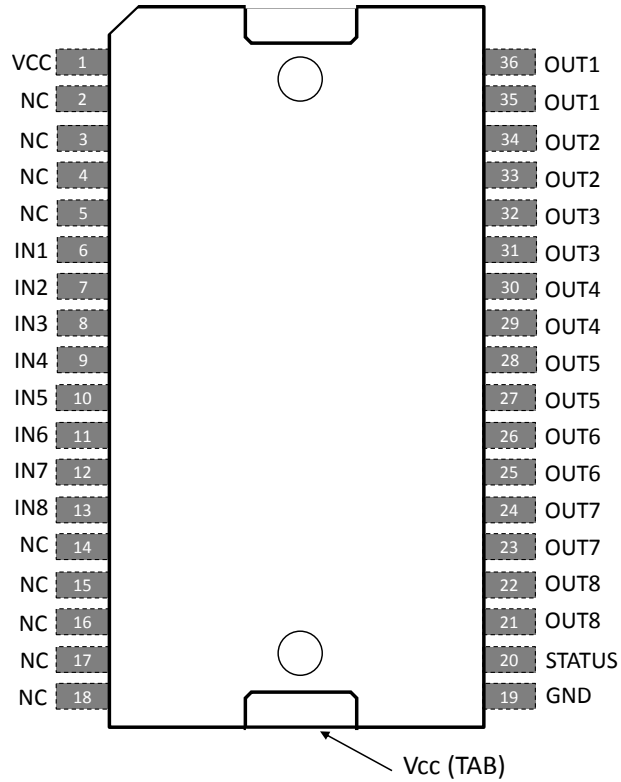 VCC 1 36 OUT1
NC 2 35 OUT1
NC 3 34 OUT2
NC 4 33 OUT2
NC 5 32 OUT3
IN1 6 31 OUT3
IN2 7 30 OUT4
IN3 8 29 OUT4
IN4 9 28 OUT5
IN5 10 27 OUT5
IN6 11 26 OUT6
IN7 12 25 OUT6
IN8 13 24 OUT7
NC 14 23 OUT7
NC 15 22 OUT8
NC 16 21 OUT8
NC 17 20 STATUS
NC 18 19 GND
Vcc (TAB)